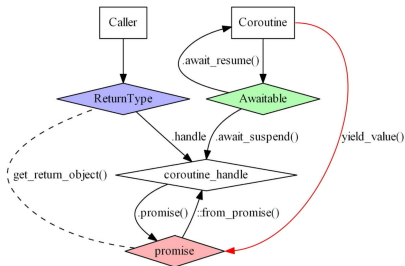 Caller
Coroutine
.await_resume()
ReturnType
Awaitable
.handle
.await_suspend()
yield_value()
get_return_object()
coroutine_handle
.promise()
::from_promise()
promise